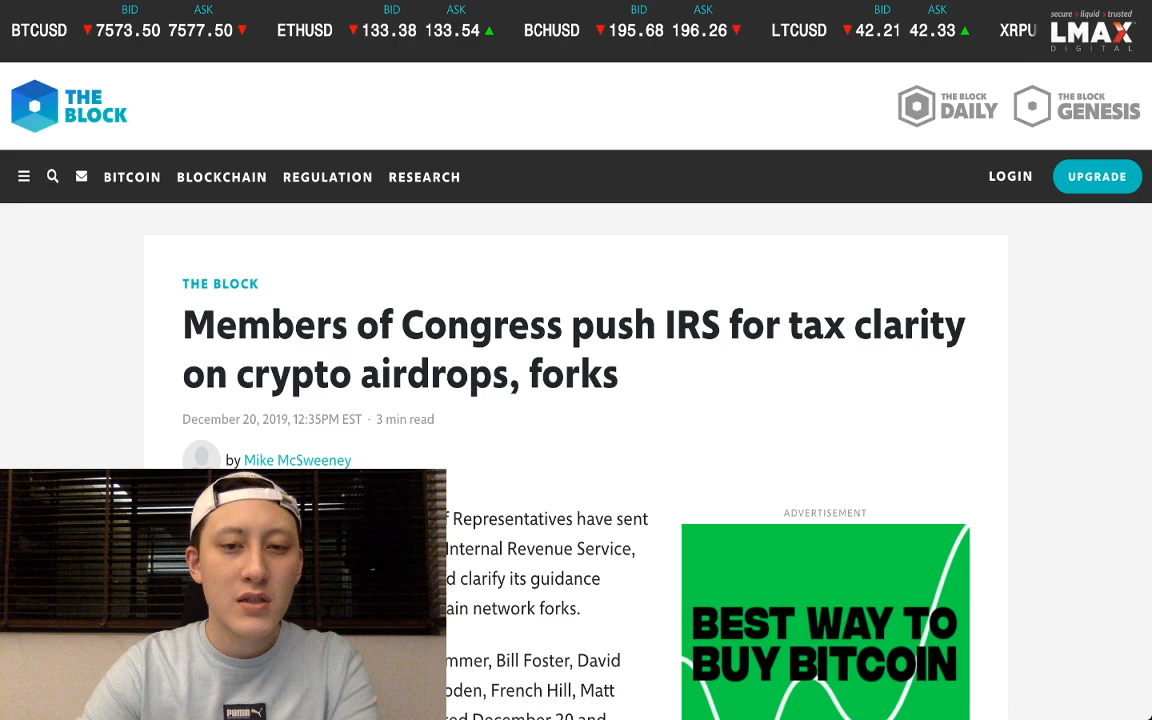 BID ASK BID ASK BID ASK BID ASK
BTCUSD 7573.50 7577.50 ETHUSD 133.38 133.54 BCHUSD 195.68 196.26 LTCUSD 42.21 42.33 XRPU
secure liquid trusted
LMAX
DIGITAL
THE
BLOCK
THE BLOCK
DAILY
THE BLOCK
GENESIS
BITCOIN BLOCKCHAIN REGULATION RESEARCH LOGIN UPGRADE
THE BLOCK
Members of Congress push IRS for tax clarity
on crypto airdrops, forks
December 20, 2019, 12:35PM EST · 3 min read
by Mike McSweeney
f Representatives have sent
Internal Revenue Service,
d clarify its guidance
ain network forks.
mmer, Bill Foster, David
dden, French Hill, Matt
ADVERTISEMENT
BEST WAY TO
BUY BITCOIN
PUMA